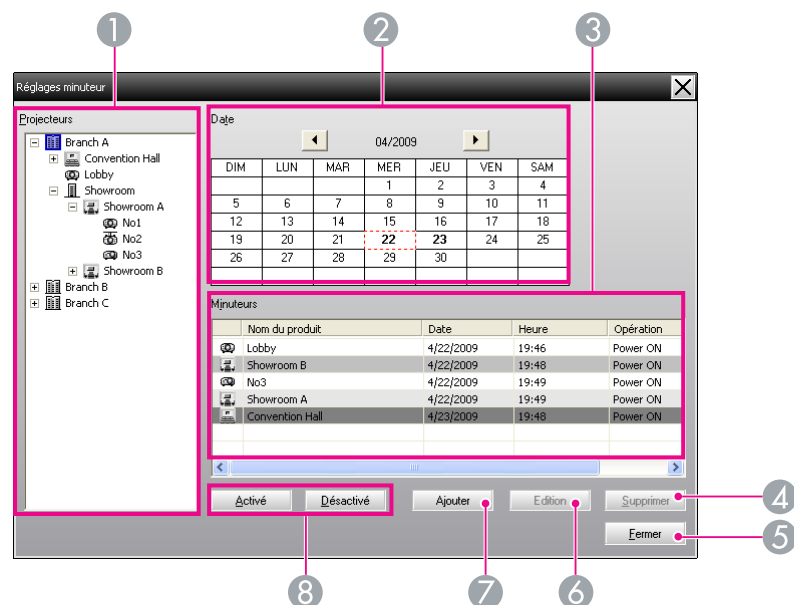 1 2 3
Réglages minuteur
Projecteurs
Branch A
Convention Hall
Lobby
Showroom
Showroom A
No1
No2
No3
Showroom B
Branch B
Branch C
Date
04/2009
DIM LUN MAR MER JEU VEN SAM
1 2 3 4
5 6 7 8 9 10 11
12 13 14 15 16 17 18
19 20 21 22 23 24 25
26 27 28 29 30
Minuteurs
Nom du produit Date Heure Opération
Lobby 4/22/2009 19:46 Power ON
Showroom B 4/22/2009 19:48 Power ON
No3 4/22/2009 19:49 Power ON
Showroom A 4/22/2009 19:49 Power ON
Convention Hall 4/23/2009 19:48 Power ON
Activé Désactivé Ajouter Edition Supprimer 4
Fermer 5
8 7 6